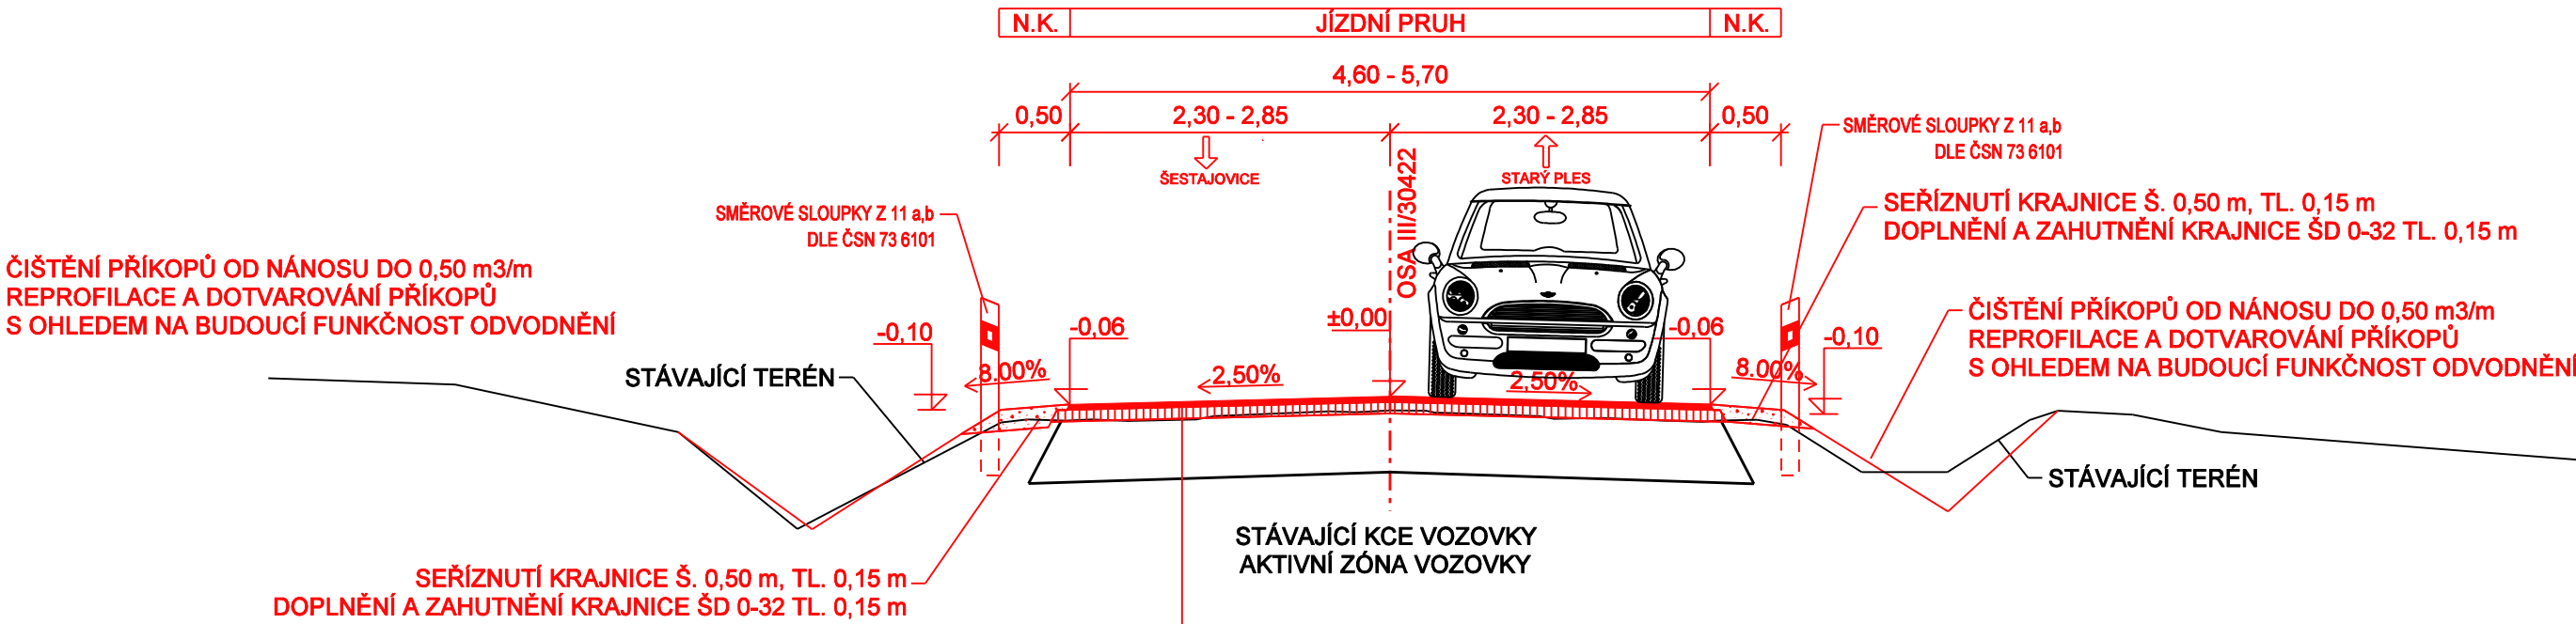 N.K.
JÍZDNÍ PRUH
N.K.
4,60 - 5,70
0,50
2,30 - 2,85
2,30 - 2,85
0,50
ŠESTAJOVICE
OSA III/30422
STARÝ PLES
SMĚROVÉ SLOUPKY Z 11 a,b
DLE ČSN 73 6101
SEŘÍZNUTÍ KRAJNICE Š. 0,50 m, TL. 0,15 m
DOPLNĚNÍ A ZAHUTNĚNÍ KRAJNICE ŠD 0-32 TL. 0,15 m
SMĚROVÉ SLOUPKY Z 11 a,b
DLE ČSN 73 6101
ČIŠTĚNÍ PŘÍKOPŮ OD NÁNOSU DO 0,50 m3/m
REPROFILACE A DOTVAROVÁNÍ PŘÍKOPŮ
S OHLEDEM NA BUDOUCÍ FUNKČNOST ODVODNĚNÍ
ČIŠTĚNÍ PŘÍKOPŮ OD NÁNOSU DO 0,50 m3/m
REPROFILACE A DOTVAROVÁNÍ PŘÍKOPŮ
S OHLEDEM NA BUDOUCÍ FUNKČNOST ODVODNĚNÍ
-0,10
-0,06
±0,00
-0,06
-0,10
STÁVAJÍCÍ TERÉN
8.00%
2,50%
2,50%
8.00%
STÁVAJÍCÍ TERÉN
STÁVAJÍCÍ KCE VOZOVKY
AKTIVNÍ ZÓNA VOZOVKY
SEŘÍZNUTÍ KRAJNICE Š. 0,50 m, TL. 0,15 m
DOPLNĚNÍ A ZAHUTNĚNÍ KRAJNICE ŠD 0-32 TL. 0,15 m